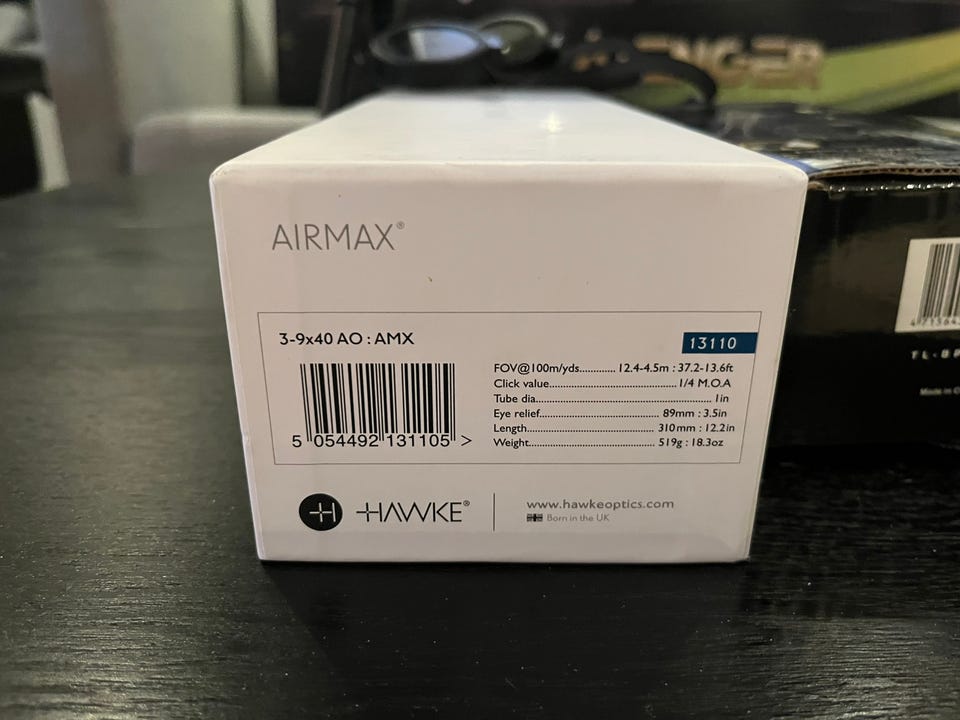 NGER
AIRMAX®
3-9x40 AO : AMX
13110
FOV@100m/yds............ 12.4-4.5m : 37.2-13.6ft
Click value.................................... 1/4 M.O.A
Tube dia............................................... 1in
Eye relief................................. 89mm : 3.5in
Length................................... 310mm : 12.2in
Weight.................................... 519g : 18.3oz
5 054492 131105 >
HAWKE®
www.hawkeoptics.com
Born in the UK